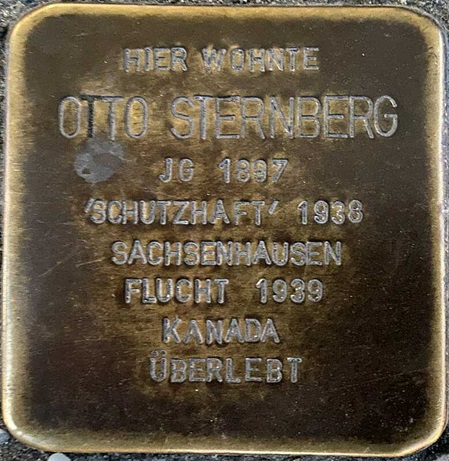 HIER WOHNTE
OTTO STERNBERG
JG 1897
'SCHUTZHAFT' 1938
SACHSENHAUSEN
FLUCHT 1939
KANADA
ÜBERLEBT